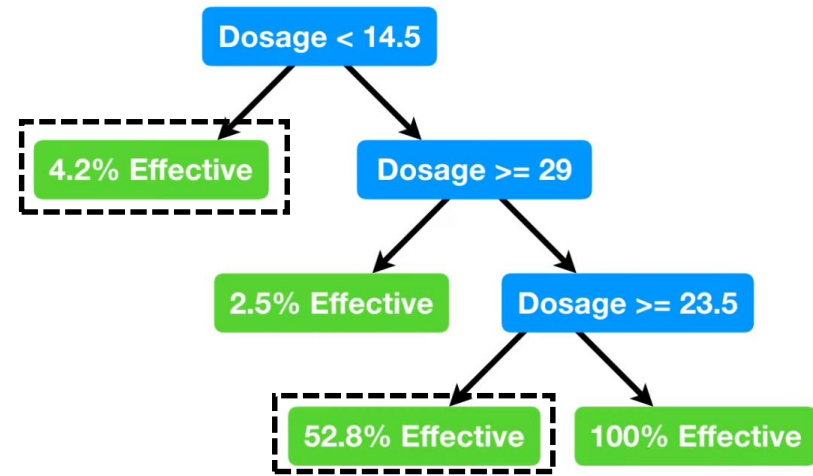 Dosage < 14.5
4.2% Effective
Dosage >= 29
2.5% Effective
Dosage >= 23.5
52.8% Effective
100% Effective